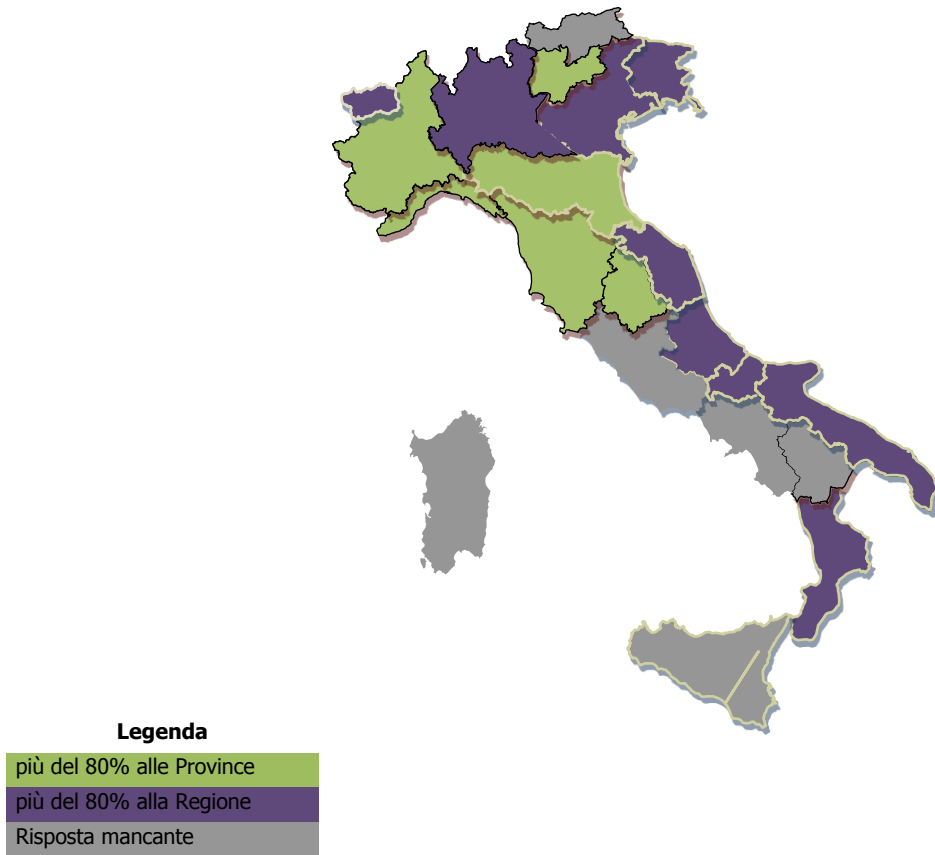 Legenda
più del 80% alle Province
più del 80% alla Regione
Risposta mancante